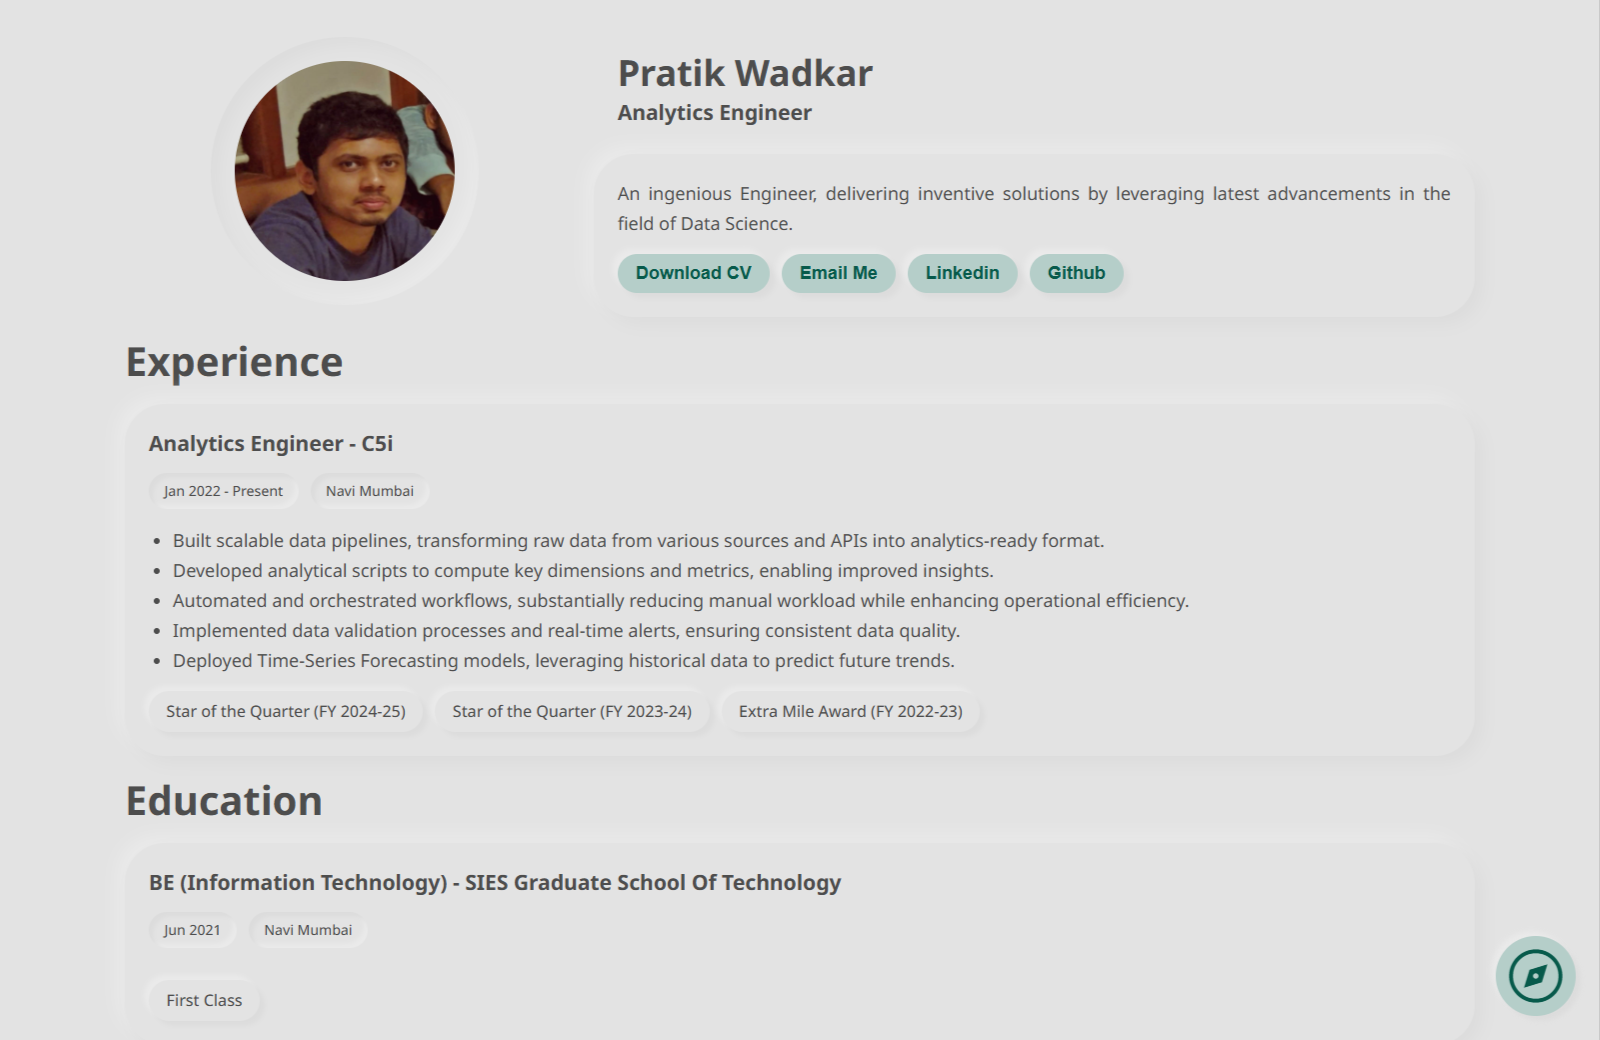 Pratik Wadkar
Analytics Engineer
An ingenious Engineer, delivering inventive solutions by leveraging latest advancements in the
field of Data Science.
Download CV
Email Me
Linkedin
Github
Experience
Analytics Engineer - C5i
Jan 2022 - Present
Navi Mumbai
Built scalable data pipelines, transforming raw data from various sources and APIs into analytics-ready format.
Developed analytical scripts to compute key dimensions and metrics, enabling improved insights.
Automated and orchestrated workflows, substantially reducing manual workload while enhancing operational efficiency.
Implemented data validation processes and real-time alerts, ensuring consistent data quality.
Deployed Time-Series Forecasting models, leveraging historical data to predict future trends.
Star of the Quarter (FY 2024-25)
Star of the Quarter (FY 2023-24)
Extra Mile Award (FY 2022-23)
Education
BE (Information Technology) - SIES Graduate School Of Technology
Jun 2021
Navi Mumbai
First Class